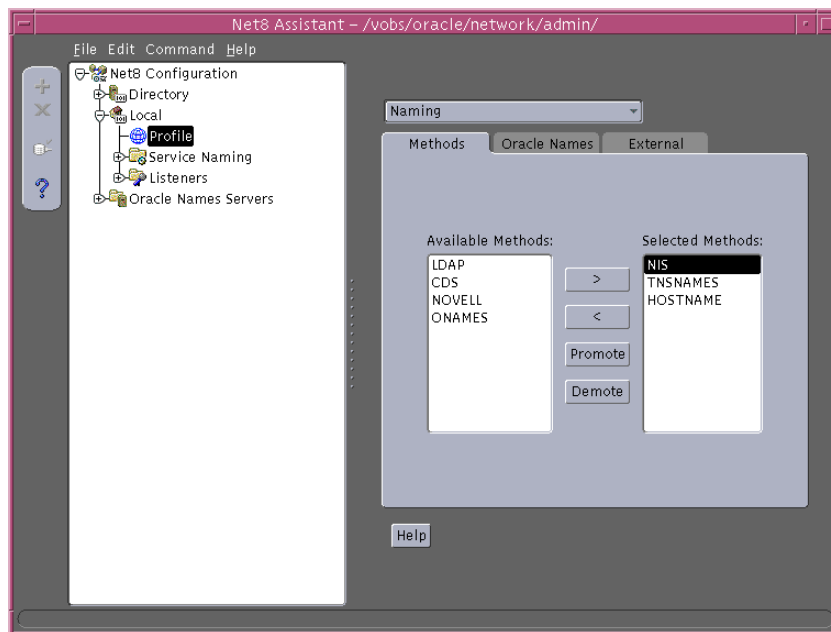 Net8 Assistant – /vobs/oracle/network/admin/
File Edit Command Help
Net8 Configuration
Directory
Local
Profile
Service Naming
Listeners
Oracle Names Servers
Naming
Methods Oracle Names External
Available Methods: Selected Methods:
LDAP
CDS
NOVELL
ONAMES
>
<
Promote
Demote
NIS
TNSNAMES
HOSTNAME
Help